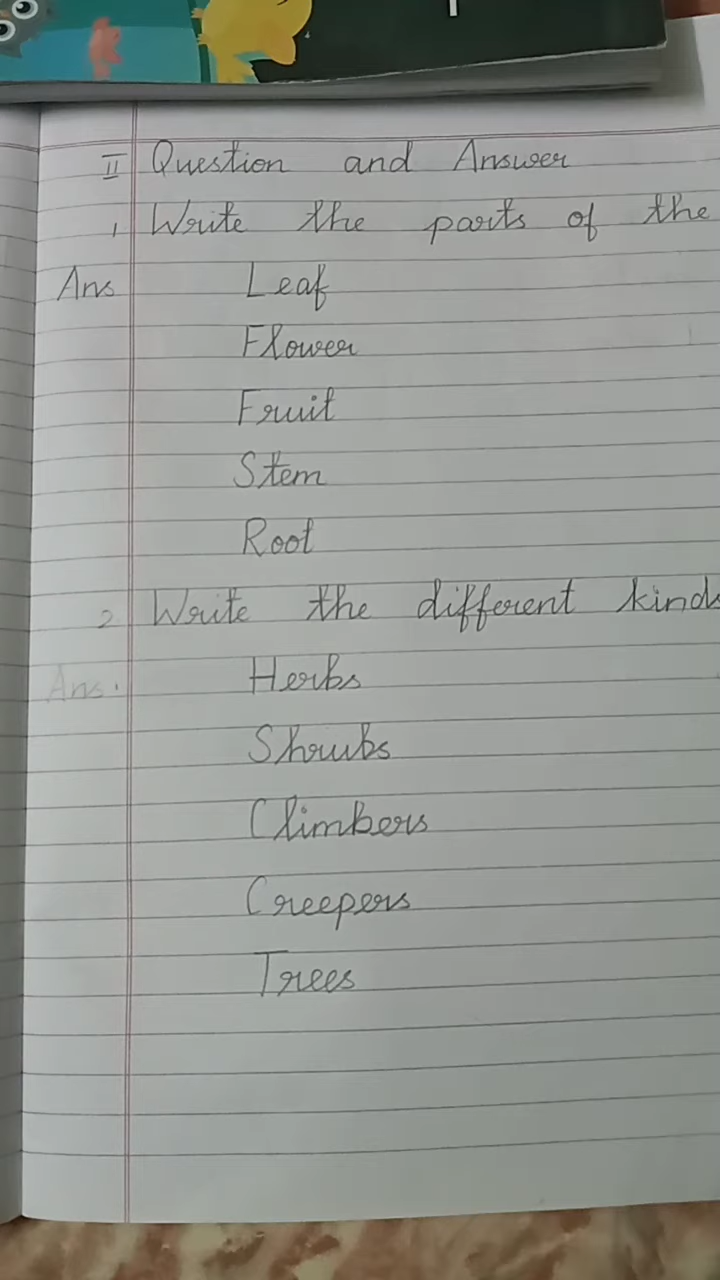 II Question and Answer
1. Write the parts of the
Ans Leaf
Flower
Fruit
Stem
Root
2. Write the different kinds
Ans. Herbs
Shrubs
Climbers
Creepers
Trees